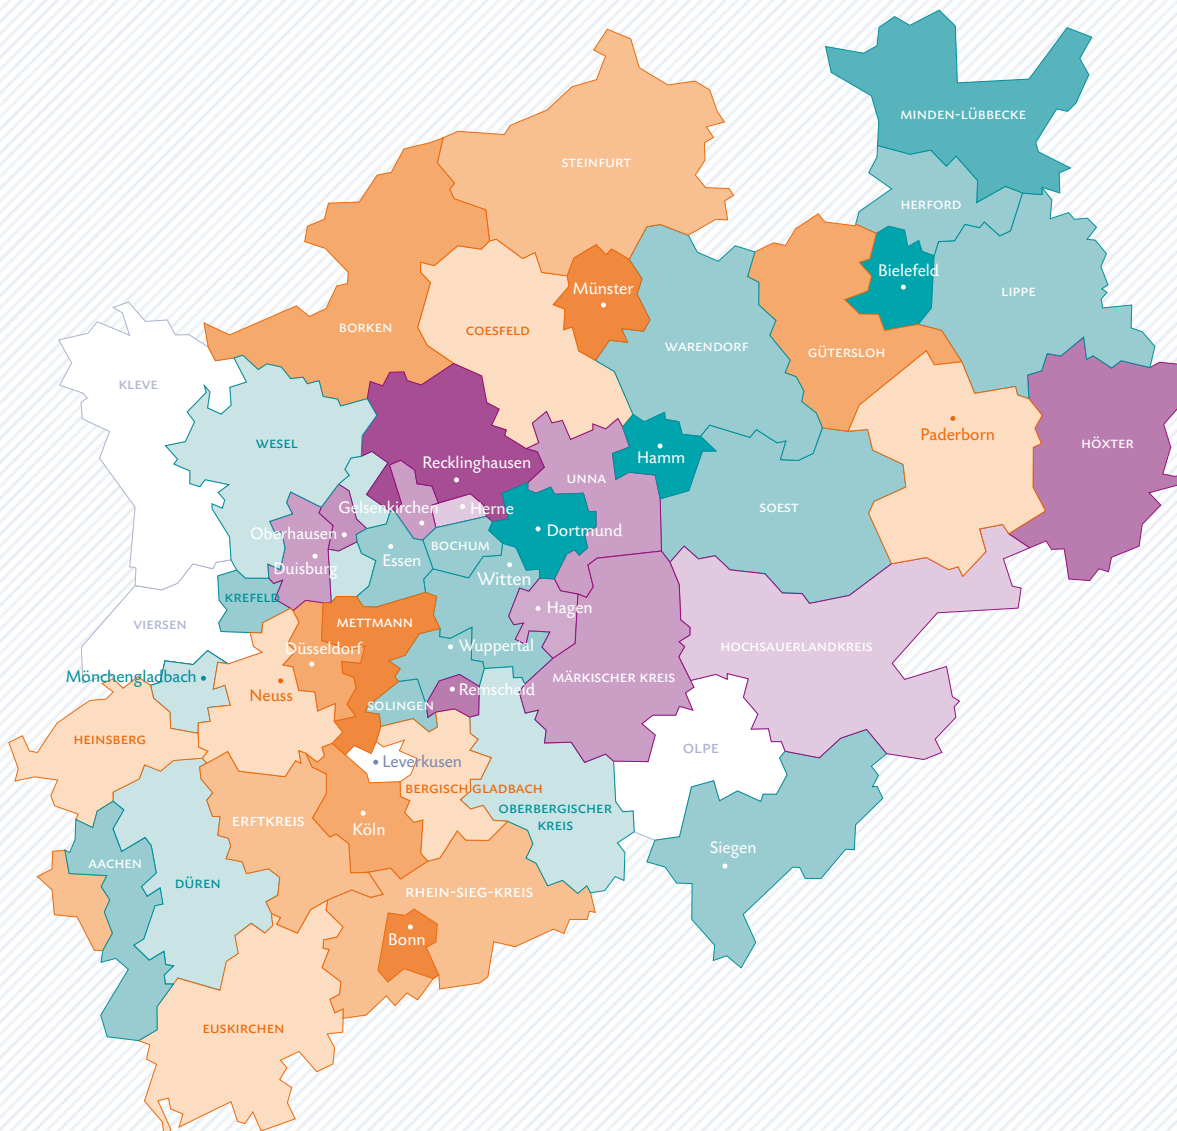 MINDEN-LÜBBECKE
STEINFURT
HERFORD
Bielefeld
Münster
LIPPE
BORKEN
COESFELD
WARENDORF
GÜTERSLOH
KLEVE
Paderborn
WESEL
HÖXTER
Hamm
Recklinghausen
UNNA
Gelsenkirchen
Herne
SOEST
Oberhausen
Dortmund
BOCHUM
Essen
Duisburg
Witten
KREFELD
Hagen
VIERSEN
METTMANN
Düsseldorf
Wuppertal
HOCHSAUERLANDKREIS
Mönchengladbach
MÄRKISCHER KREIS
Neuss
Remscheid
SOLINGEN
HEINSBERG
OLPE
Leverkusen
BERGISCH GLADBACH
OBERBERGISCHER
KREIS
ERFTKREIS
Köln
Siegen
AACHEN
DÜREN
RHEIN-SIEG-KREIS
Bonn
EUSKIRCHEN